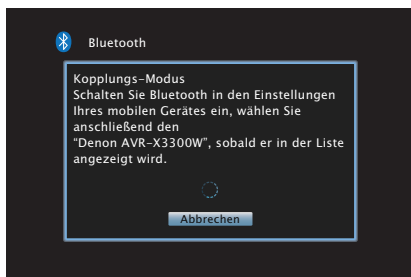 Bluetooth
Kopplungs-Modus
Schalten Sie Bluetooth in den Einstellungen
Ihres mobilen Gerätes ein, wählen Sie
anschließend den
“Denon AVR-X3300W”, sobald er in der Liste
angezeigt wird.
Abbrechen